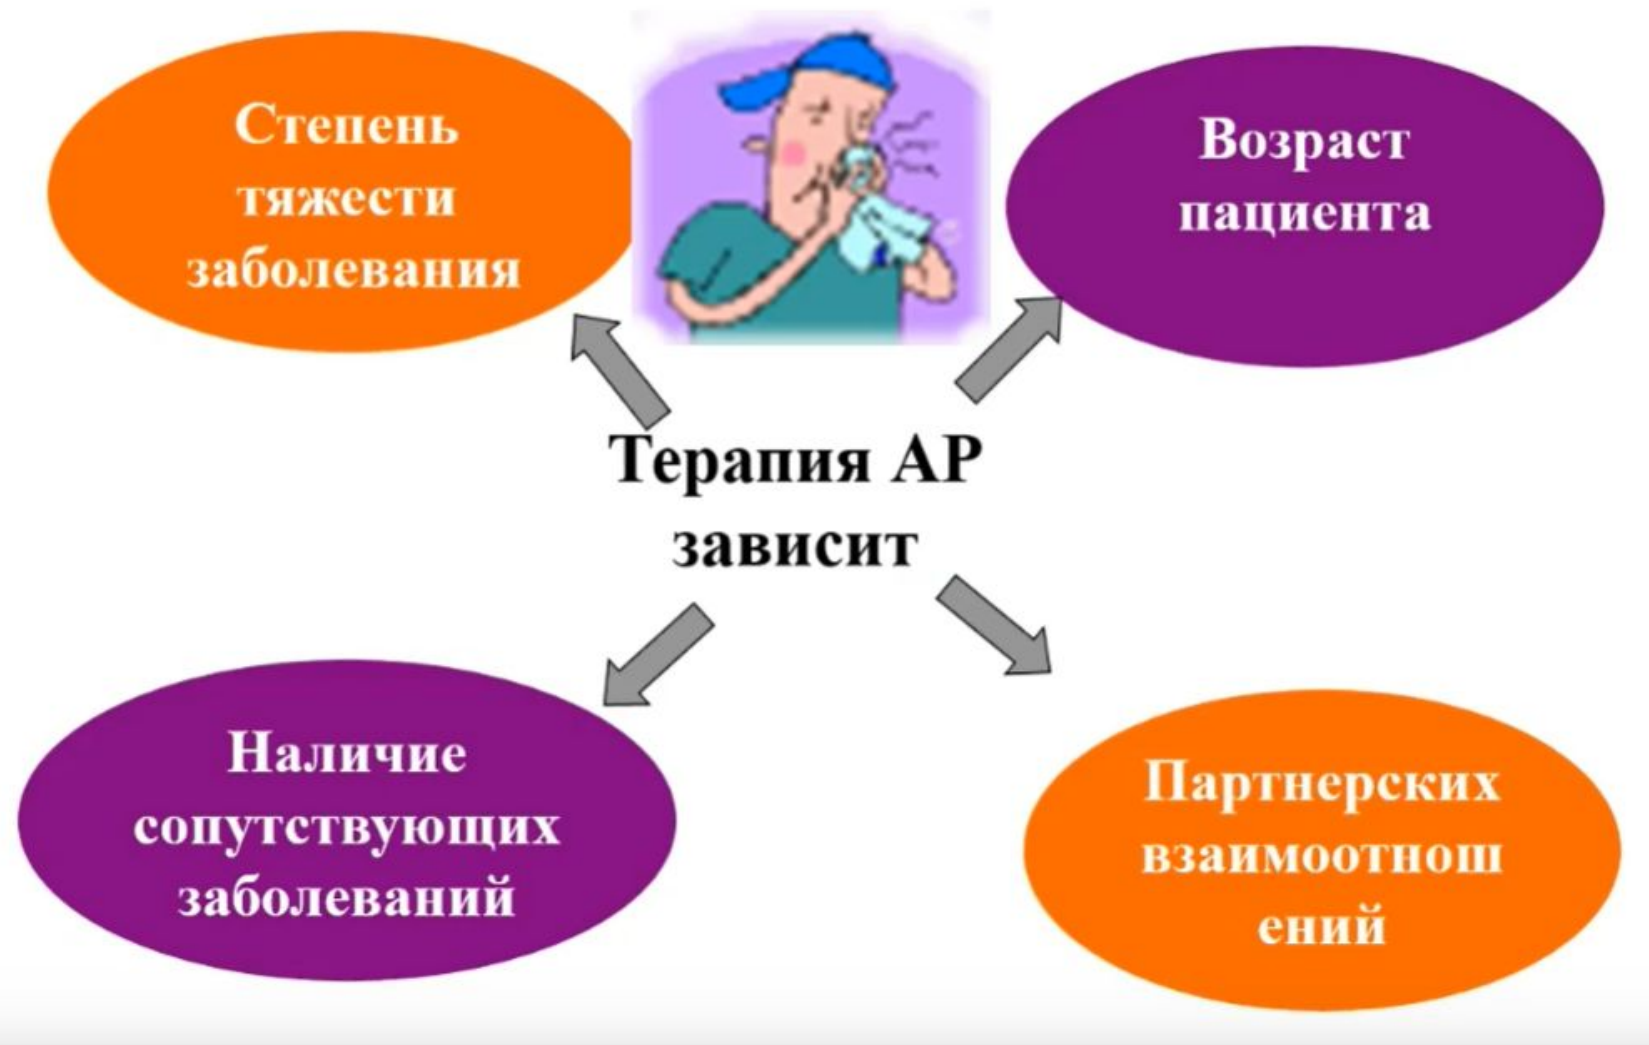 Степень
тяжести
заболевания
Возраст
пациента
Терапия АР
зависит
Наличие
сопутствующих
заболеваний
Партнерских
взаимоотнош
ений